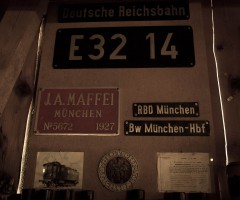 Deutsche Reichsbahn
E32 14
J.A. MAFFEI
MÜNCHEN
No 5672 1927
RBD München
Bw München-Hbf